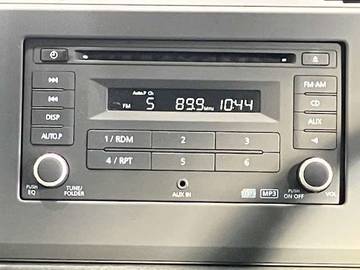 FM·AM
Auto.P Ch
FM 5 89.9 MHz 10:44
CD
DISP
AUX
AUTO.P
1 / RDM
2
3
4 / RPT
5
6
PUSH
EQ
TUNE/
FOLDER
AUX IN
MP3
PUSH
ON OFF
VOL